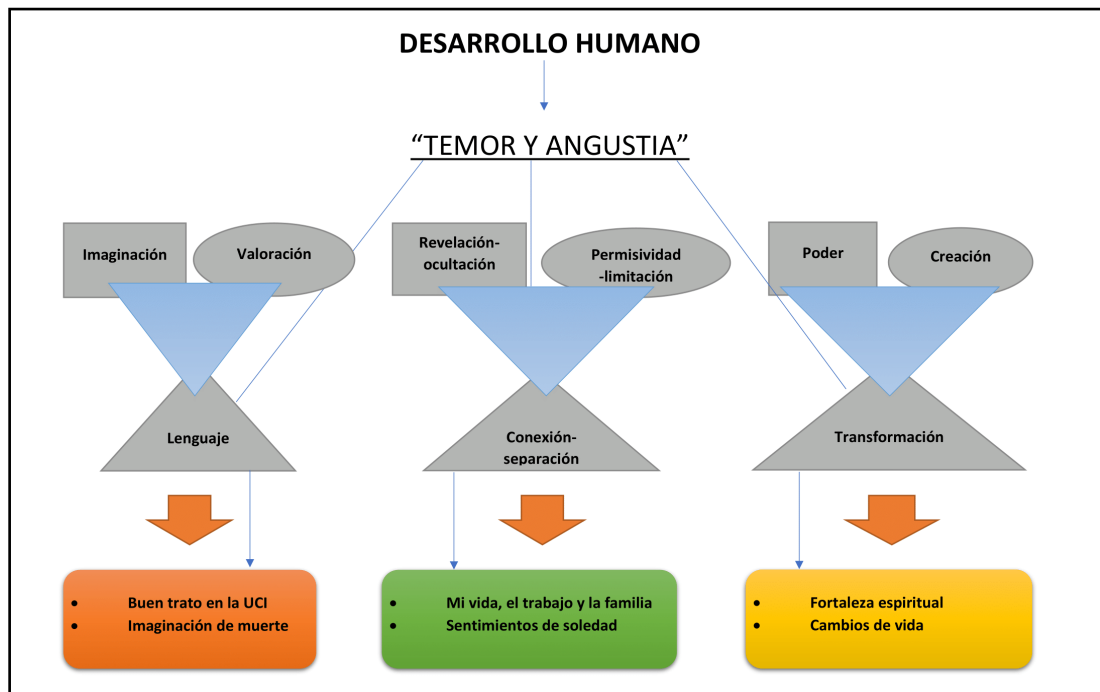 DESARROLLO HUMANO
“TEMOR Y ANGUSTIA”
Imaginación
Valoración
Revelación-
ocultación
Permisividad
-limitación
Poder
Creación
Lenguaje
Conexión-
separación
Transformación
• Buen trato en la UCI
• Imaginación de muerte
• Mi vida, el trabajo y la familia
• Sentimientos de soledad
• Fortaleza espiritual
• Cambios de vida